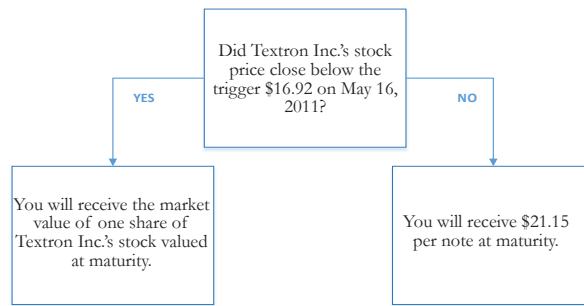 Did Textron Inc.'s stock
price close below the
trigger $16.92 on May 16,
2011?
YES
NO
You will receive the market
value of one share of
Textron Inc.'s stock valued
at maturity.
You will receive $21.15
per note at maturity.